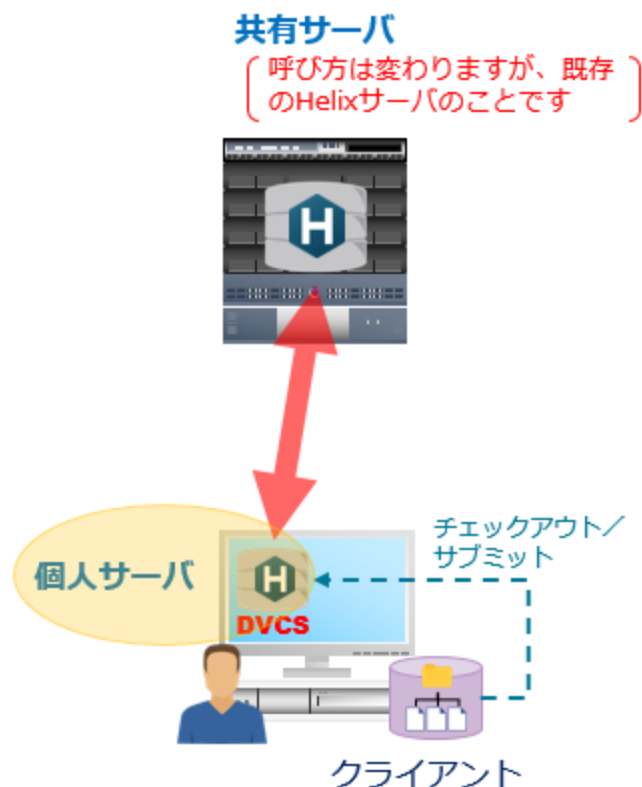 共有サーバ
呼び方は変わりますが、既存
のHelixサーバのことです
H
チェックアウト／
サブミット
個人サーバ
H
DVCS
クライアント